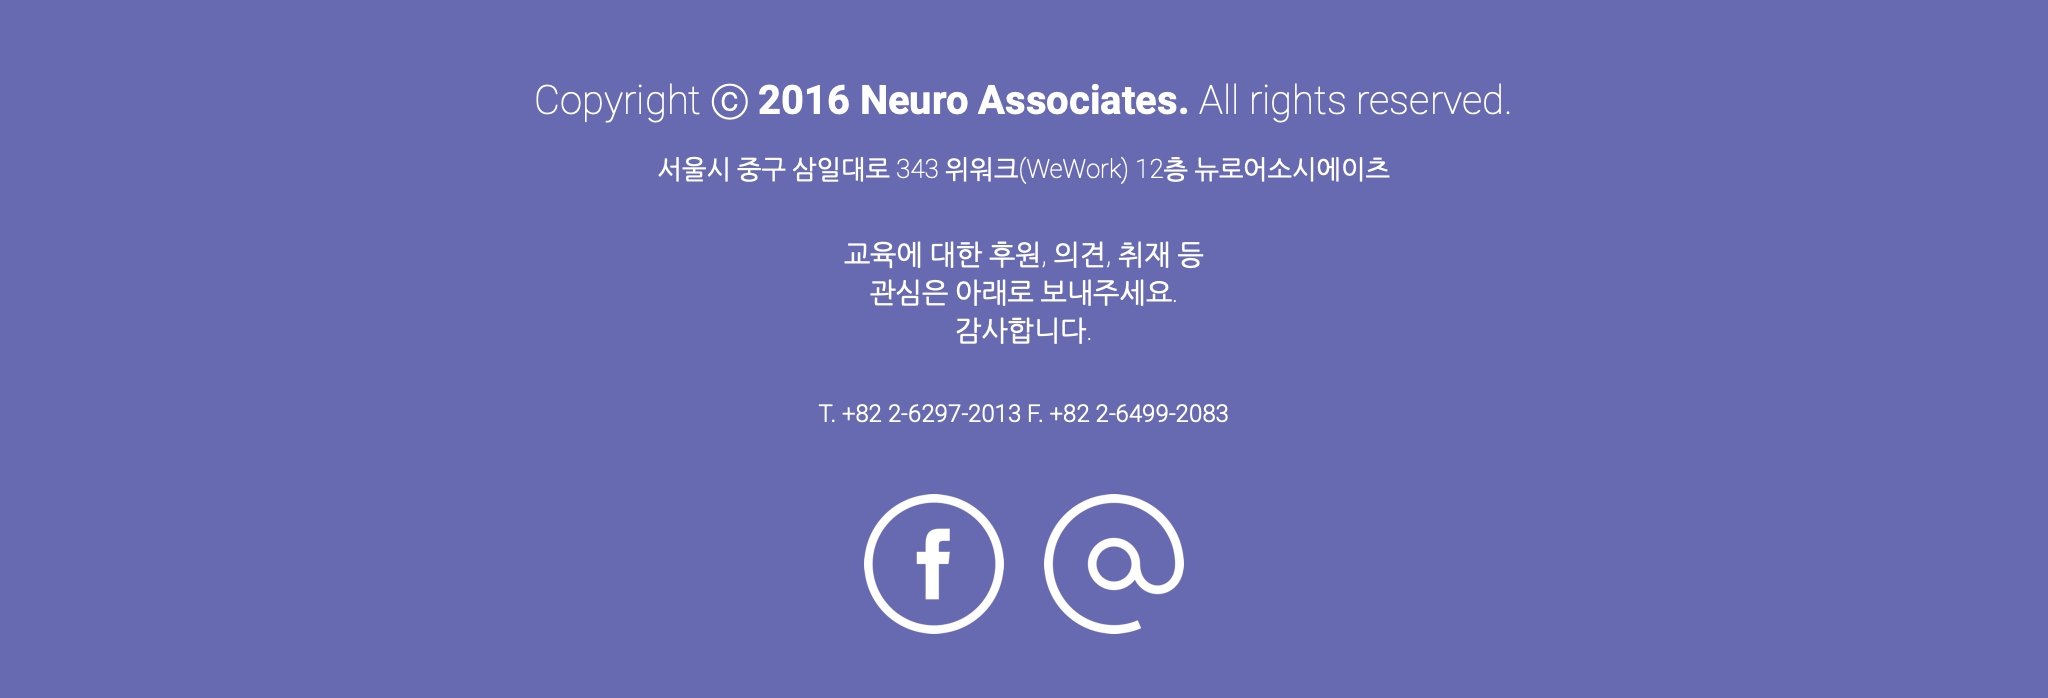 Copyright ⓒ 2016 Neuro Associates. All rights reserved.
서울시 중구 삼일대로 343 위워크(WeWork) 12층 뉴로어소시에이츠
교육에 대한 후원, 의견, 취재 등
관심은 아래로 보내주세요.
감사합니다.
T. +82 2-6297-2013 F. +82 2-6499-2083
f @